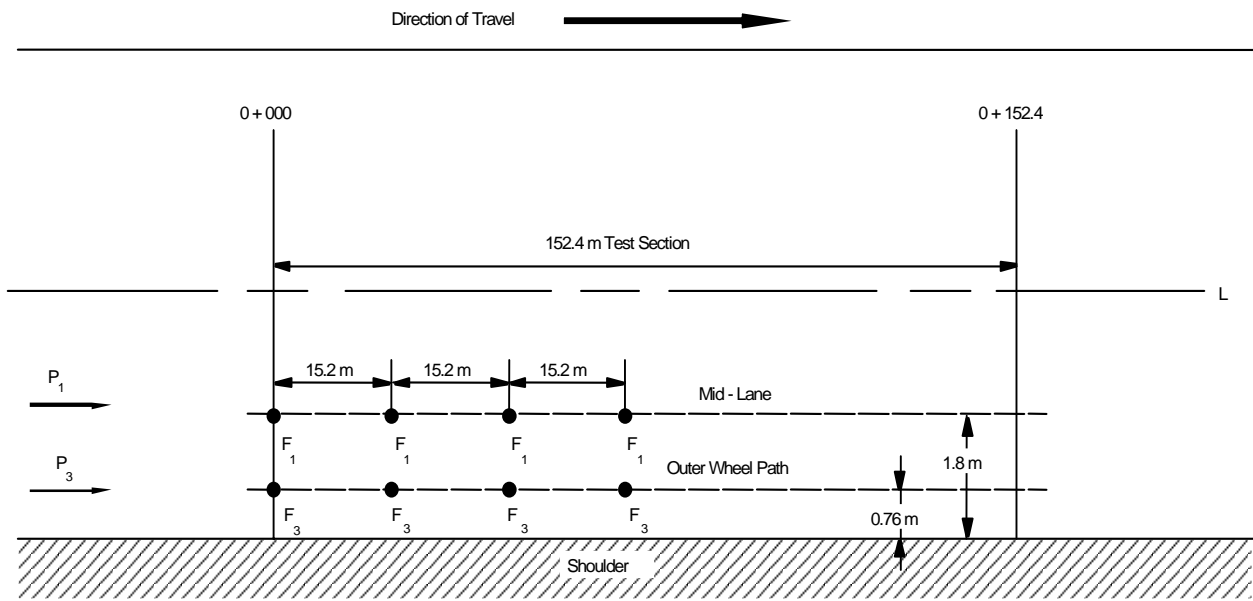 Direction of Travel
0 + 000
0 + 152.4
152.4 m Test Section
L
15.2 m 15.2 m 15.2 m
P1
Mid - Lane
F1 F1 F1 F1
1.8 m
P3
Outer Wheel Path
0.76 m
F3 F3 F3 F3
Shoulder